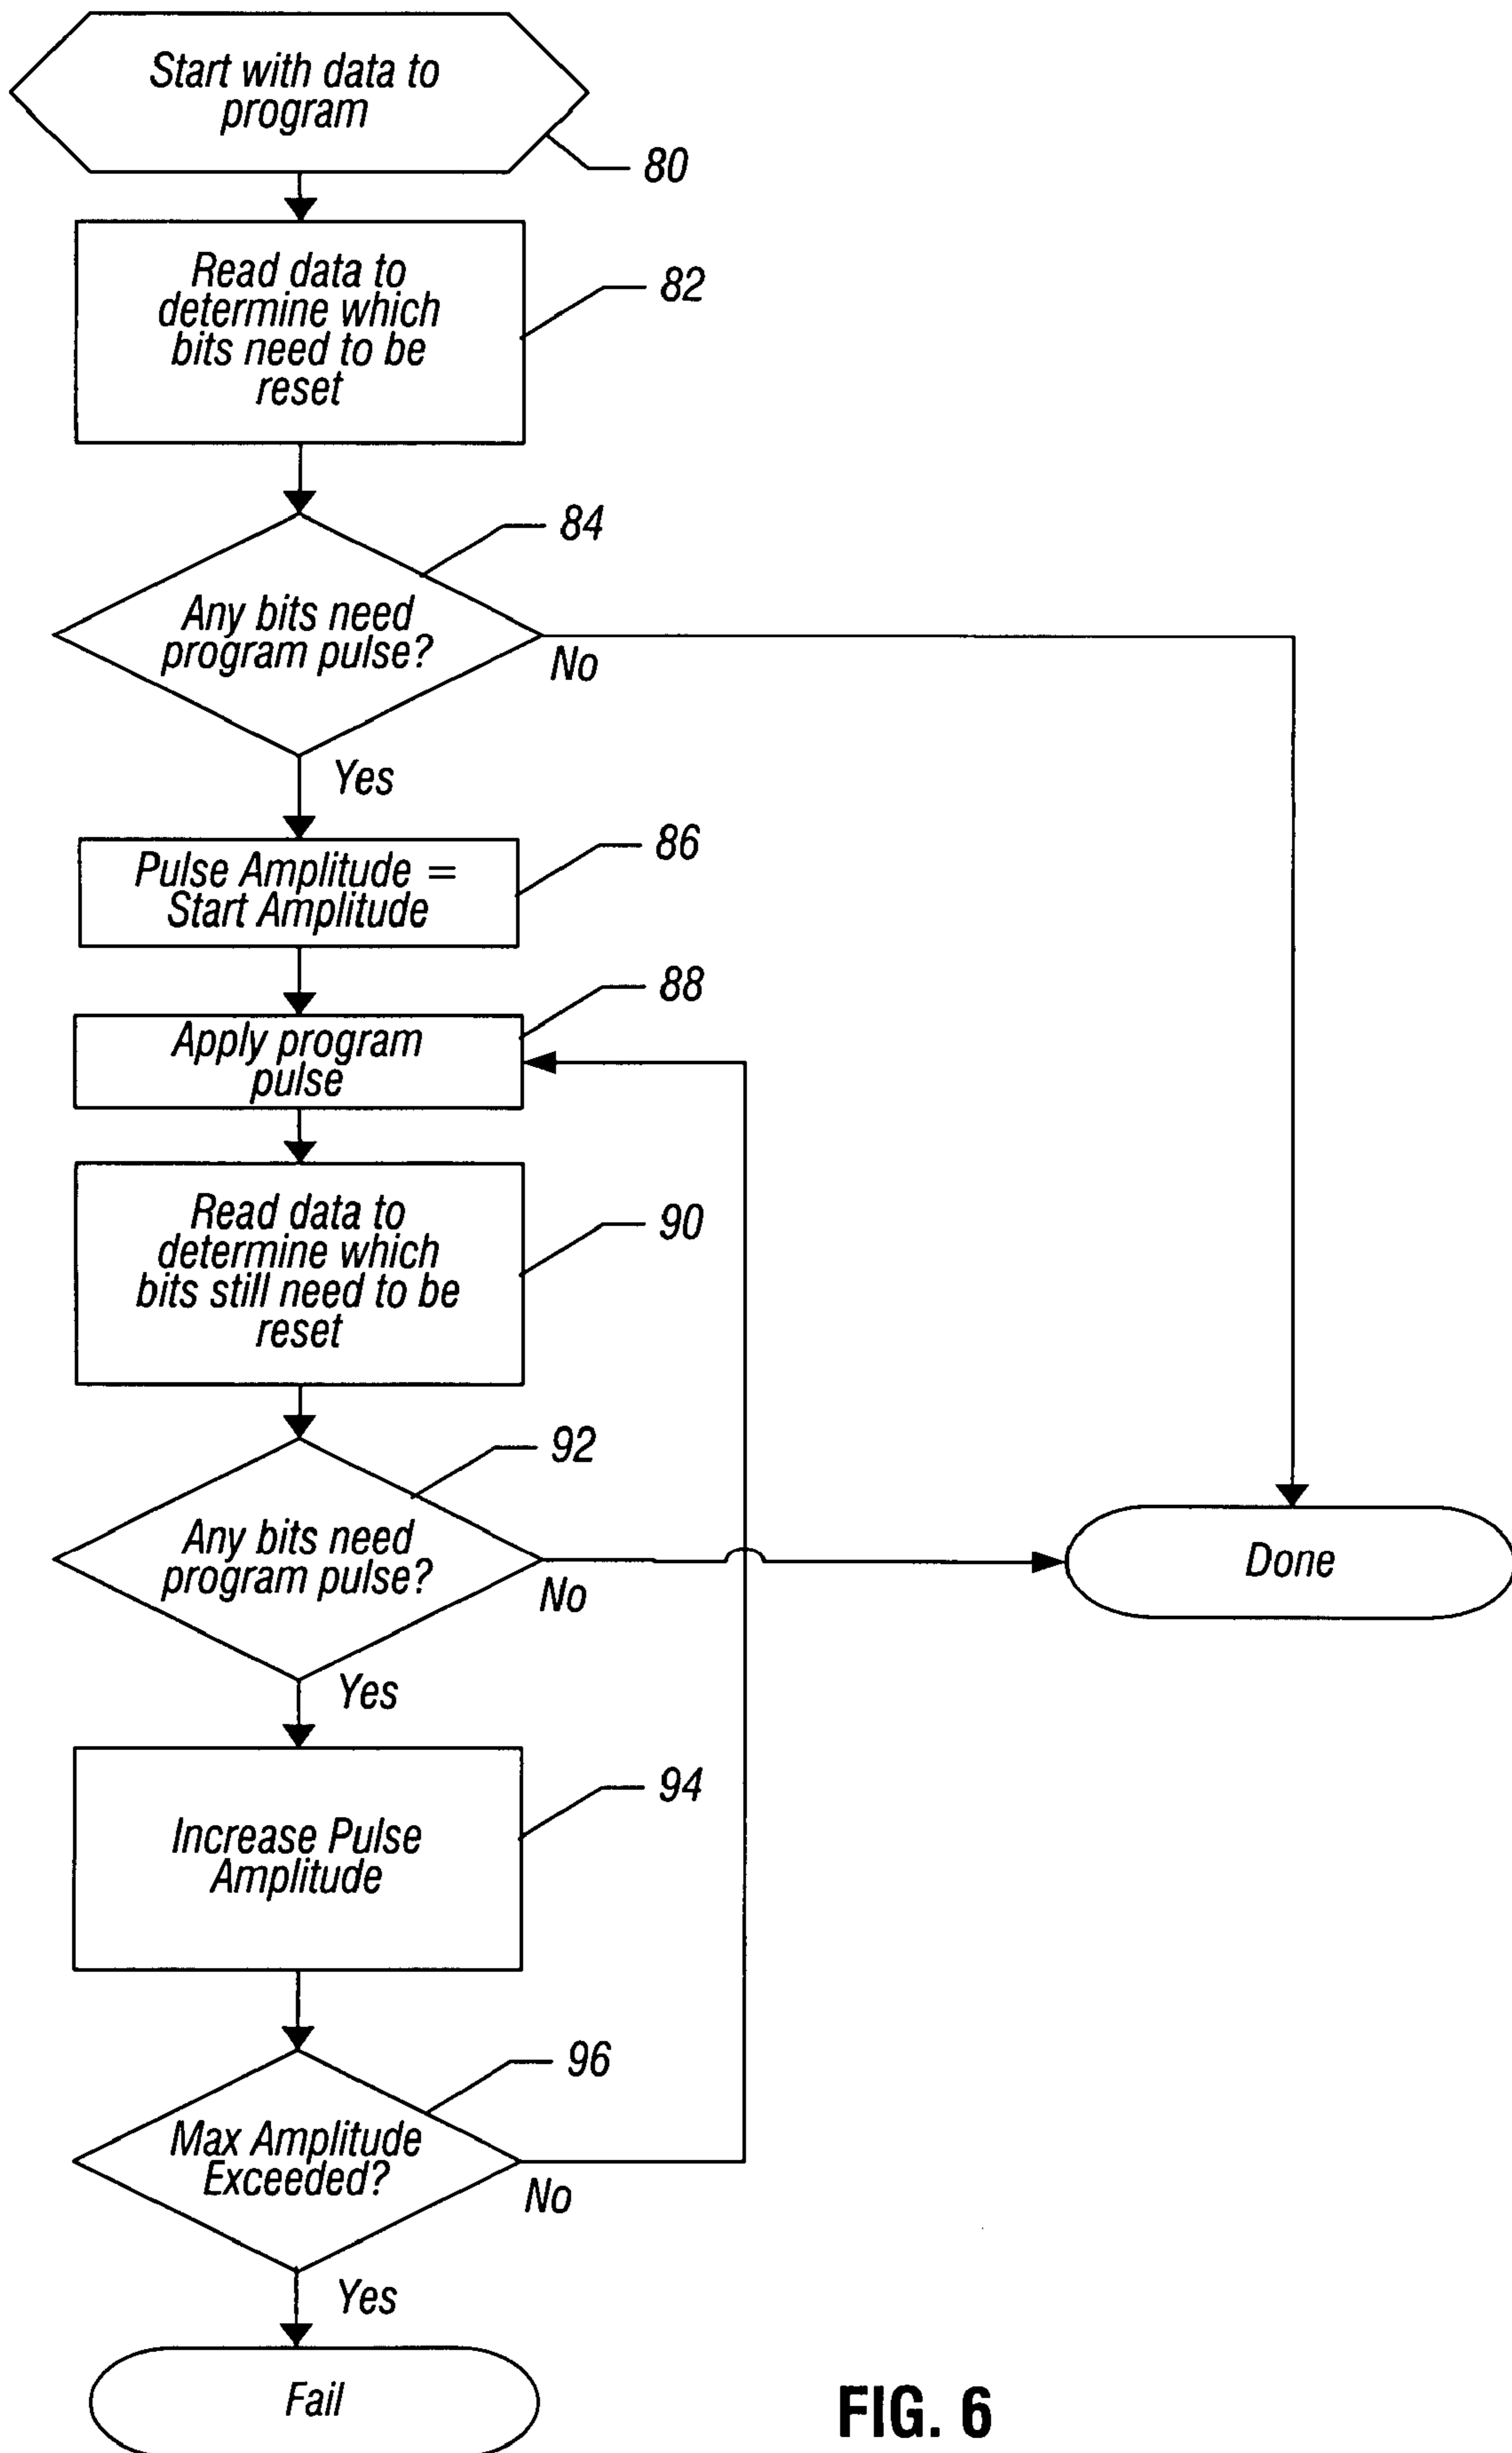 Start with data to
program
80
Read data to
determine which
bits need to be
reset
82
84
Any bits need
program pulse?
No
Yes
86
Pulse Amplitude =
Start Amplitude
88
Apply program
pulse
90
Read data to
determine which
bits still need to be
reset
92
Any bits need
program pulse?
No
Done
Yes
94
Increase Pulse
Amplitude
96
Max Amplitude
Exceeded?
No
Yes
Fail
FIG. 6